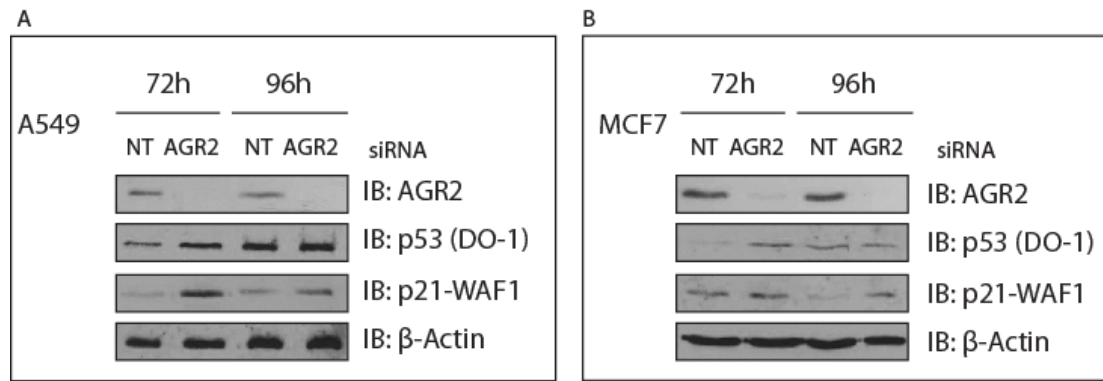 A
72h 96h
A549
NT AGR2 NT AGR2 siRNA
IB: AGR2
IB: p53 (DO-1)
IB: p21-WAF1
IB: β-Actin
B
72h 96h
MCF7
NT AGR2 NT AGR2 siRNA
IB: AGR2
IB: p53 (DO-1)
IB: p21-WAF1
IB: β-Actin